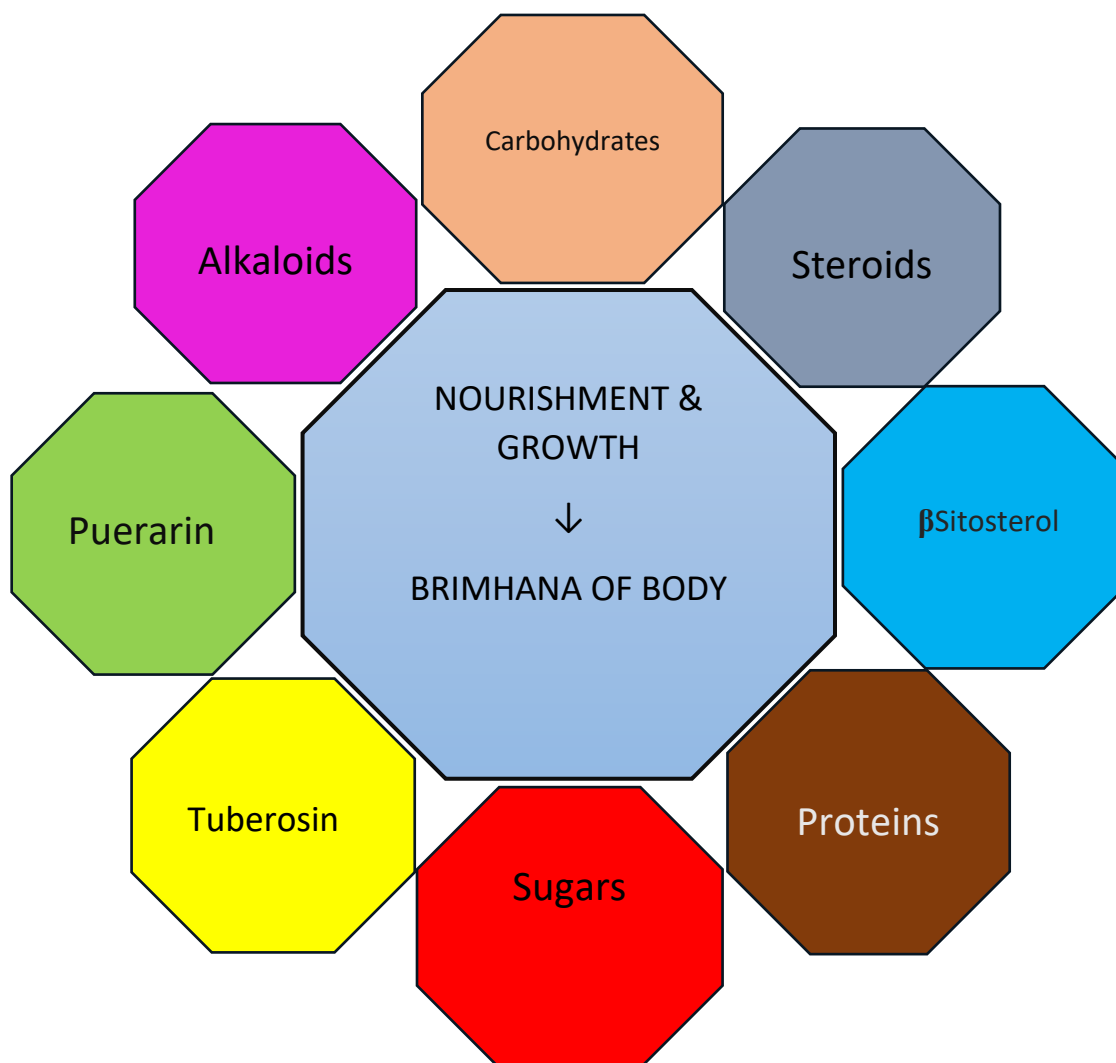 Carbohydrates
Alkaloids
Steroids
NOURISHMENT &
GROWTH
↓
BRIMHANA OF BODY
Puerarin
βSitosterol
Tuberosin
Proteins
Sugars